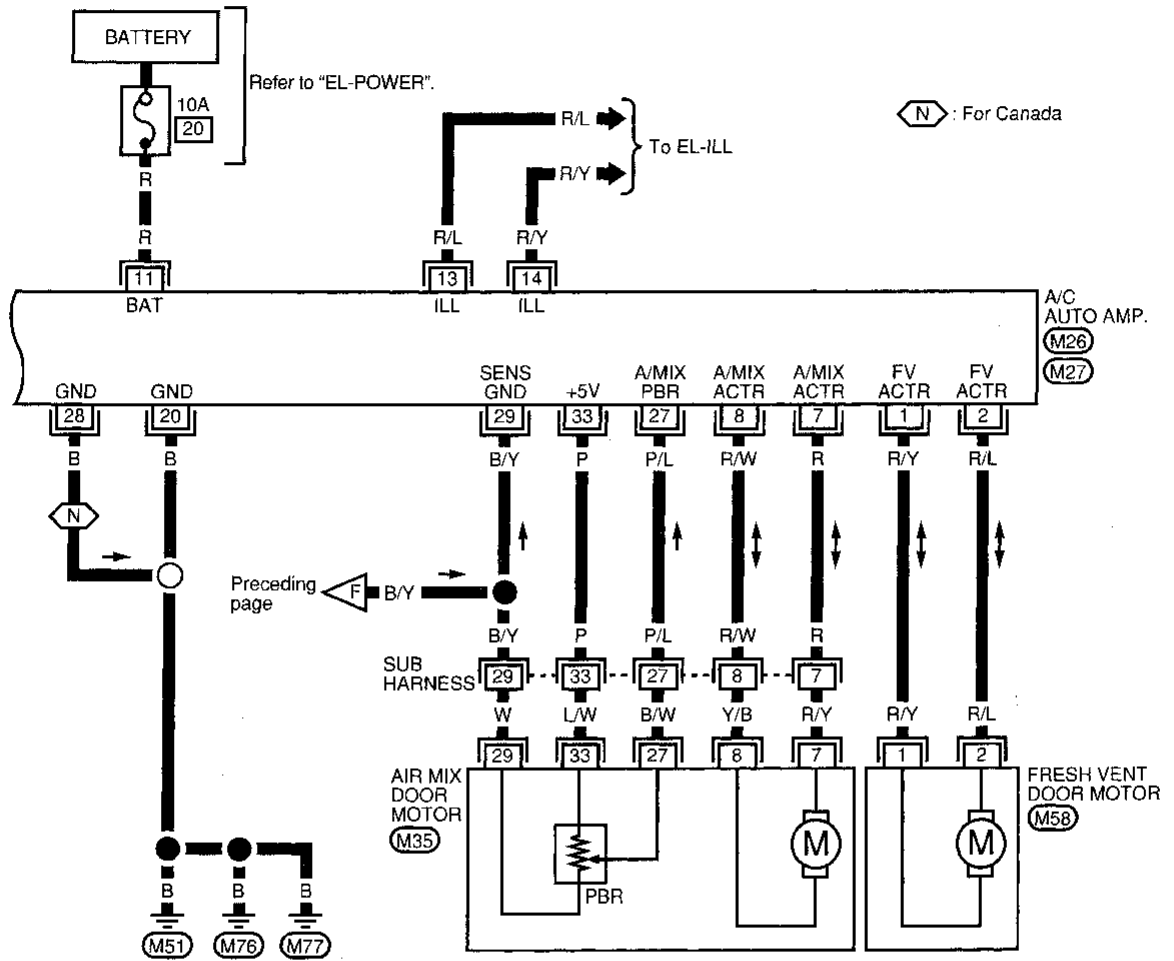 BATTERY
Refer to "EL-POWER".
10A
20
R/L
N : For Canada
To EL-ILL
R
R/Y
R
R/L
R/Y
11
13
14
BAT
ILL
ILL
A/C
AUTO AMP.
M26
M27
GND
GND
SENS
GND
+5V
A/MIX
PBR
A/MIX
ACTR
A/MIX
ACTR
FV
ACTR
FV
ACTR
28
20
29
33
27
8
7
1
2
B
B
B/Y
P
P/L
R/W
R
R/Y
R/L
N
Preceding
page
F
B/Y
B/Y
P
P/L
R/W
R
SUB
HARNESS
29
33
27
8
7
W
L/W
B/W
Y/B
R/Y
R/Y
R/L
29
33
27
8
7
1
2
AIR MIX
DOOR
MOTOR
M35
FRESH VENT
DOOR MOTOR
M58
M
M
PBR
B
B
B
M51
M76
M77